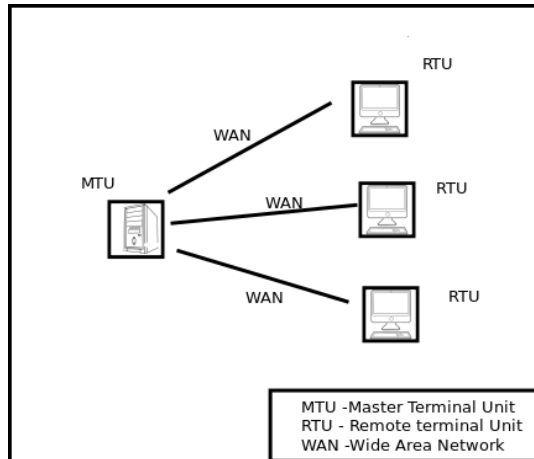 RTU
WAN
MTU
RTU
WAN
WAN
RTU
MTU -Master Terminal Unit
RTU - Remote terminal Unit
WAN -Wide Area Network